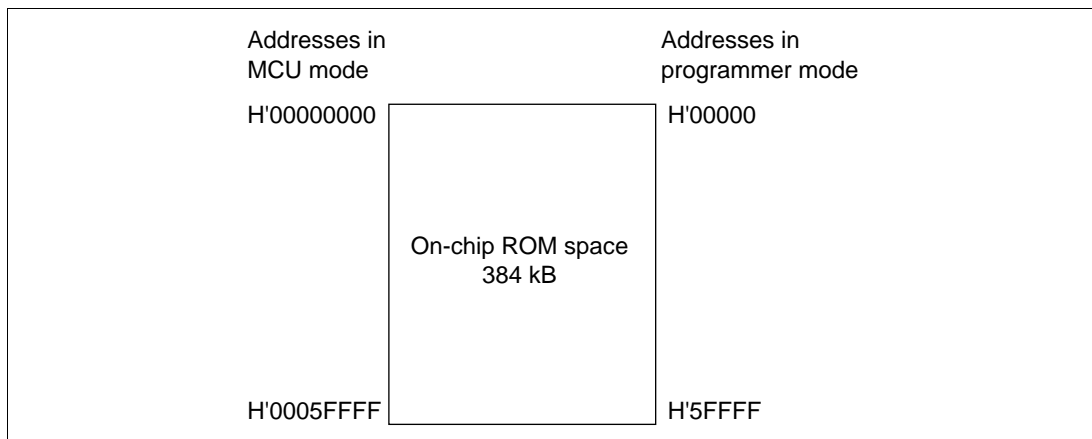 Addresses in
MCU mode
Addresses in
programmer mode
H'00000000
H'00000
On-chip ROM space
384 kB
H'0005FFFF
H'5FFFF